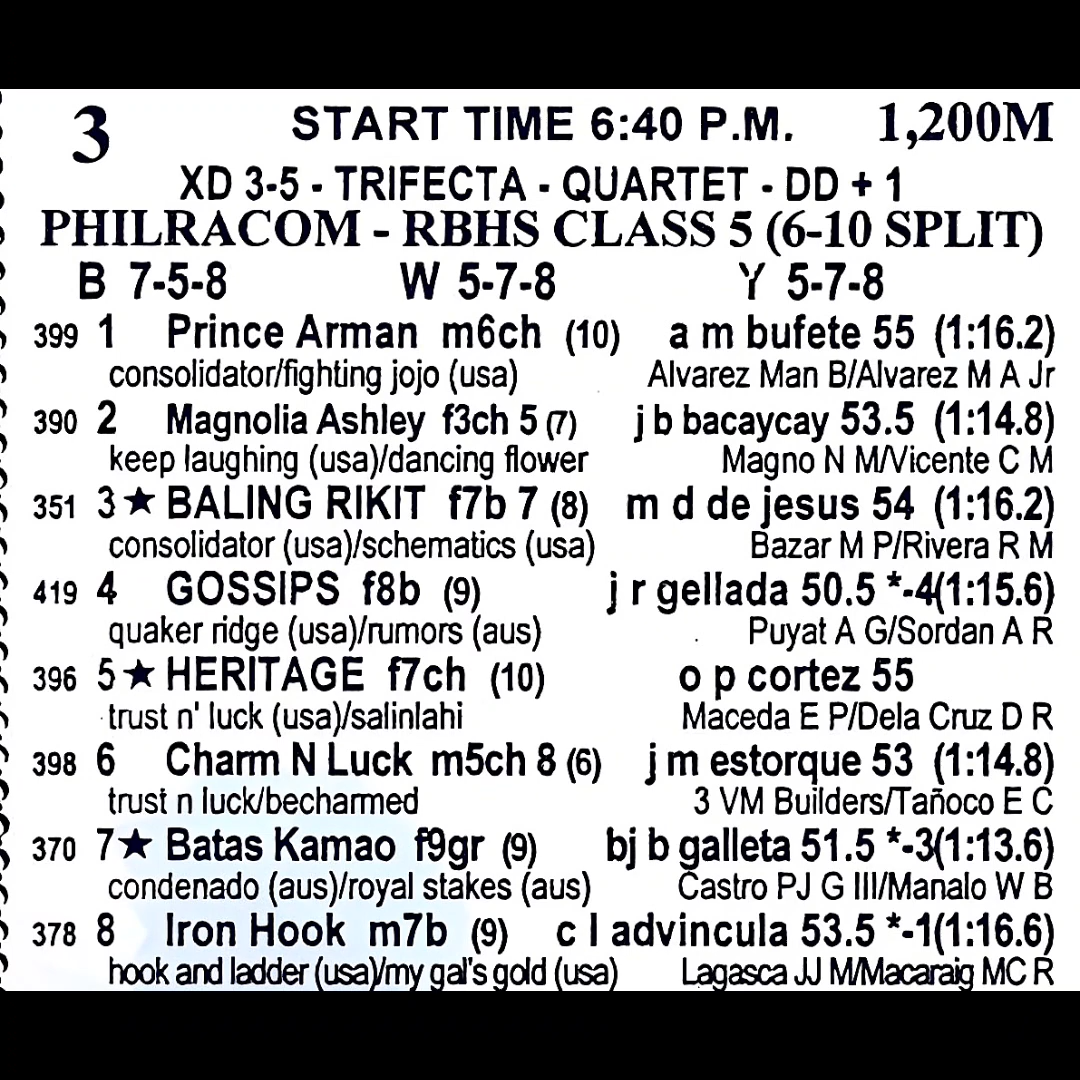 3 START TIME 6:40 P.M. 1,200M
XD 3-5 - TRIFECTA - QUARTET - DD + 1
PHILRACOM - RBHS CLASS 5 (6-10 SPLIT)
B 7-5-8 W 5-7-8 Y 5-7-8
399 1 Prince Arman m6ch (10) a m bufete 55 (1:16.2)
consolidator/fighting jojo (usa) Alvarez Man B/Alvarez M A Jr
390 2 Magnolia Ashley f3ch 5 (7) j b bacaycay 53.5 (1:14.8)
keep laughing (usa)/dancing flower Magno N M/Vicente C M
351 3 ★ BALING RIKIT f7b 7 (8) m d de jesus 54 (1:16.2)
consolidator (usa)/schematics (usa) Bazar M P/Rivera R M
419 4 GOSSIPS f8b (9) j r gellada 50.5 *-4(1:15.6)
quaker ridge (usa)/rumors (aus) Puyat A G/Sordan A R
396 5 ★ HERITAGE f7ch (10) o p cortez 55
trust n' luck (usa)/salinlahi Maceda E P/Dela Cruz D R
398 6 Charm N Luck m5ch 8 (6) j m estorque 53 (1:14.8)
trust n luck/becharmed 3 VM Builders/Tañoco E C
370 7 ★ Batas Kamao f9gr (9) bj b galleta 51.5 *-3(1:13.6)
condenado (aus)/royal stakes (aus) Castro PJ G III/Manalo W B
378 8 Iron Hook m7b (9) c l advincula 53.5 *-1(1:16.6)
hook and ladder (usa)/my gal's gold (usa) Lagasca JJ M/Macaraig MC R